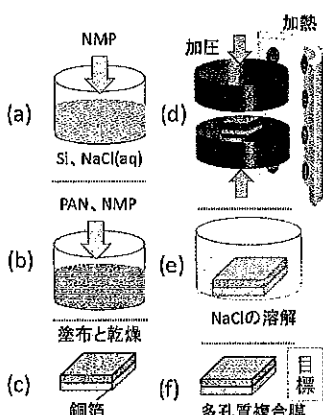 NMP
(a)
Si、NaCl(aq)
PAN、NMP
(b)
塗布と乾燥
(c)
銅箔
加圧
加熱
(d)
(e)
NaClの溶解
(f)
目標
多孔質複合膜